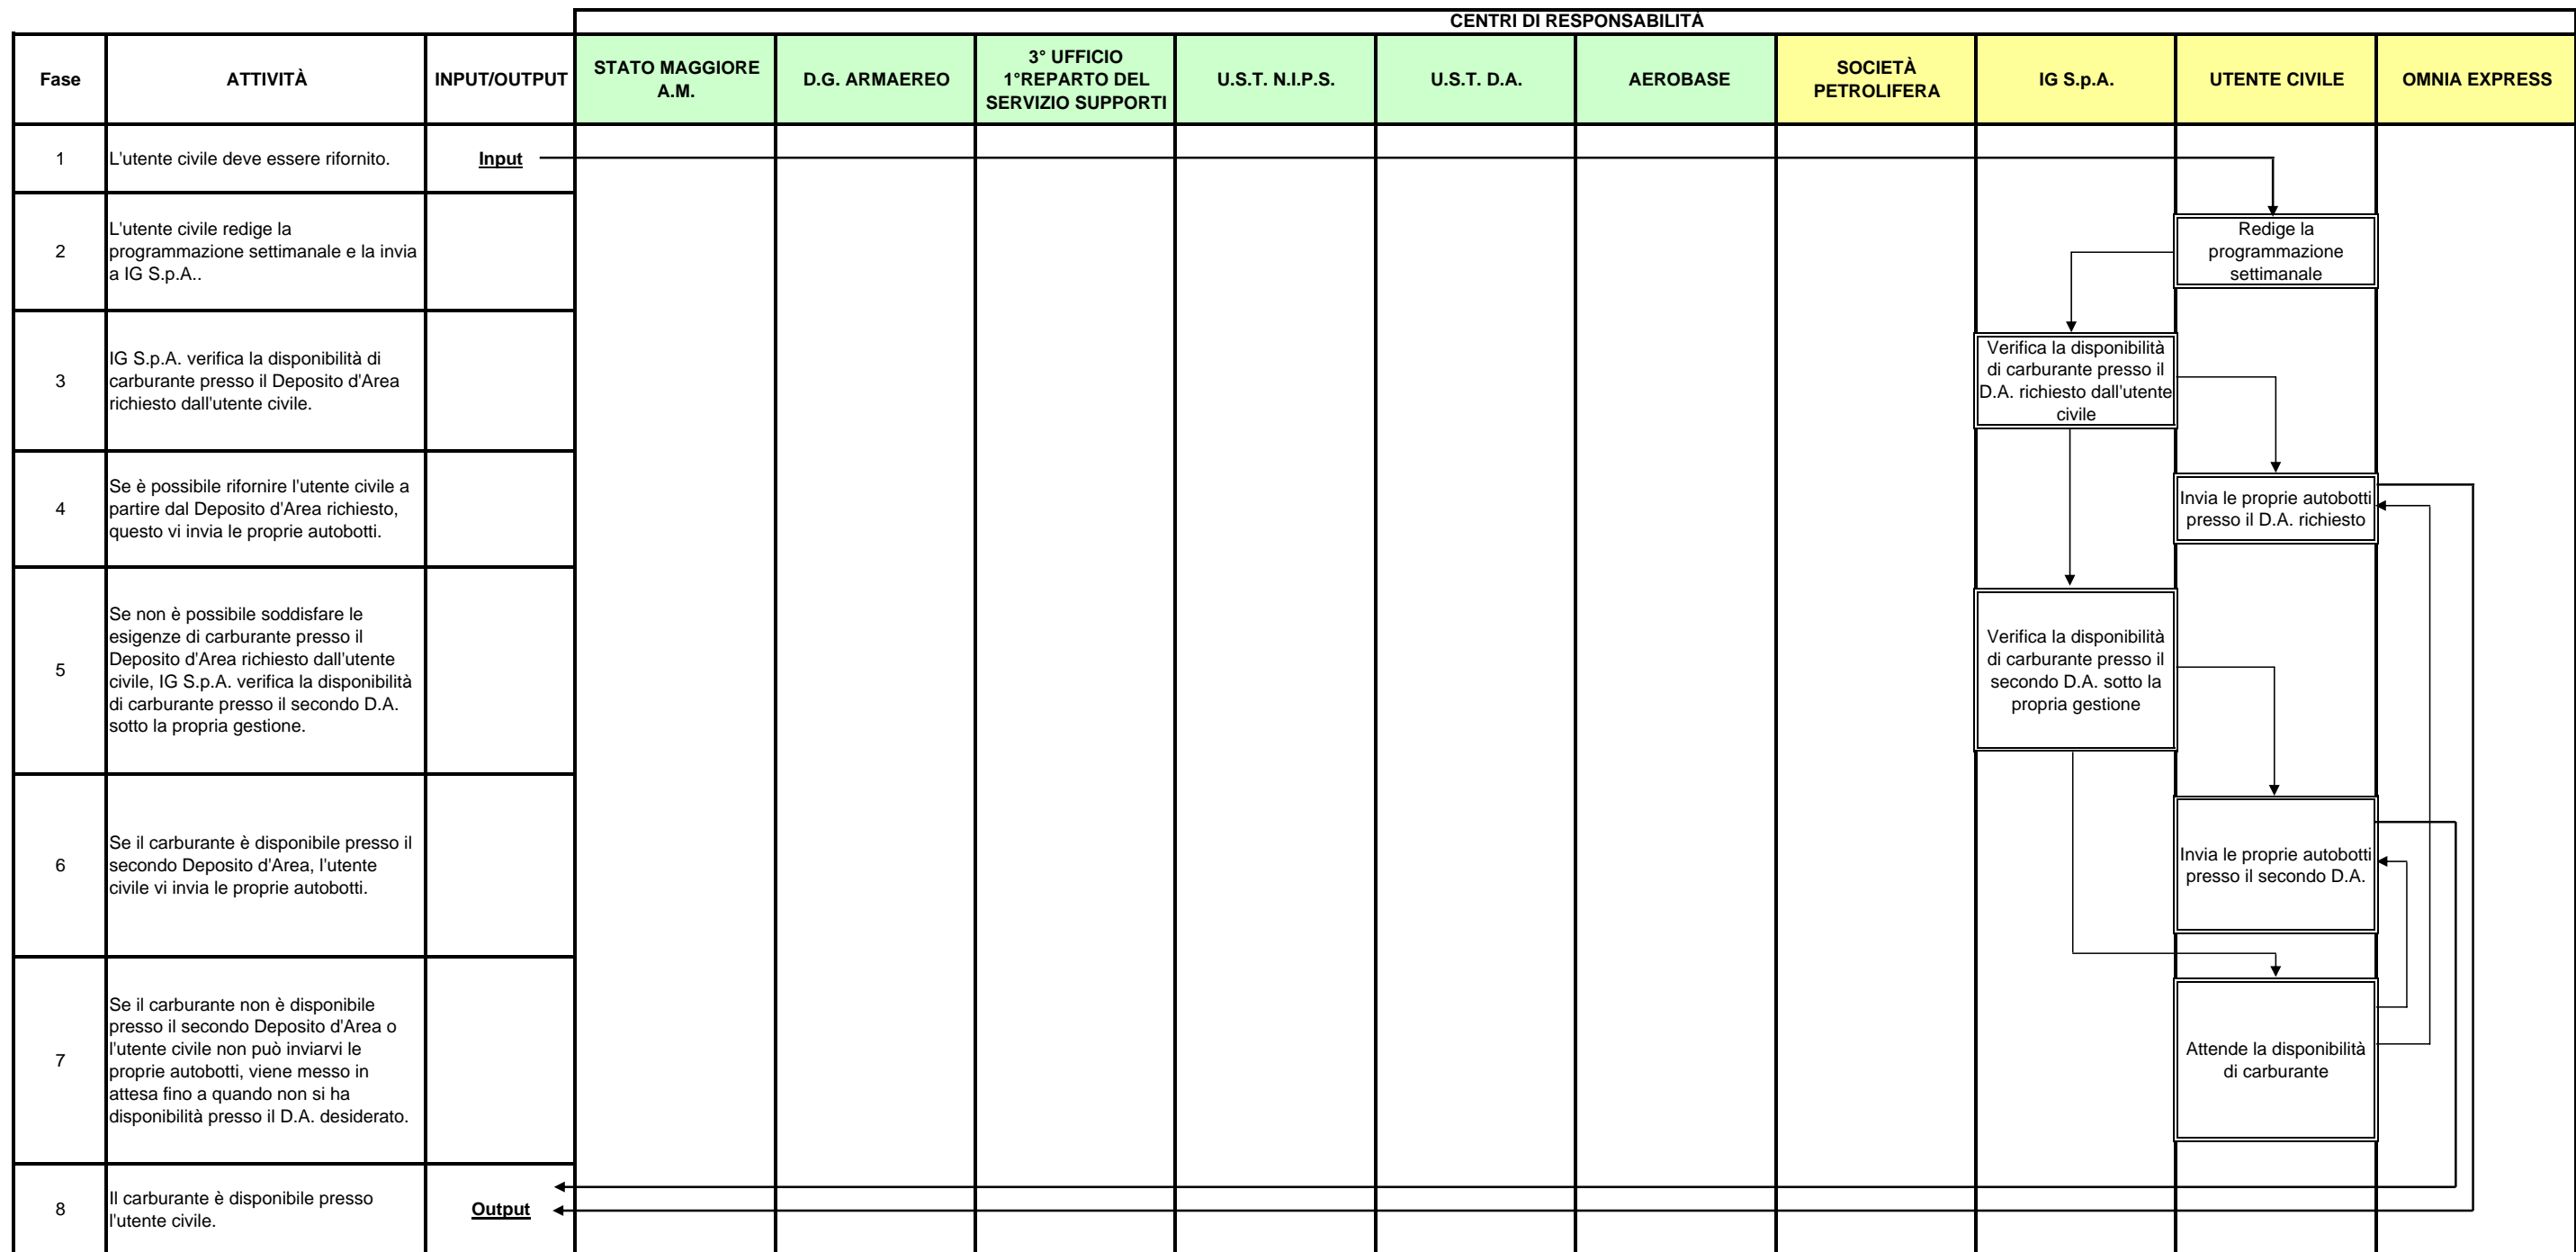 CENTRI DI RESPONSABILITÀ
Fase
ATTIVITÀ
INPUT/OUTPUT
STATO MAGGIORE
A.M.
D.G. ARMAEREO
3° UFFICIO
1°REPARTO DEL
SERVIZIO SUPPORTI
U.S.T. N.I.P.S.
U.S.T. D.A.
AEROBASE
SOCIETÀ
PETROLIFERA
IG S.p.A.
UTENTE CIVILE
OMNIA EXPRESS
1
L'utente civile deve essere rifornito.
Input
2
L'utente civile redige la
programmazione settimanale e la invia
a IG S.p.A..
Redige la
programmazione
settimanale
3
IG S.p.A. verifica la disponibilità di
carburante presso il Deposito d'Area
richiesto dall'utente civile.
Verifica la disponibilità
di carburante presso il
D.A. richiesto dall'utente
civile
4
Se è possibile rifornire l'utente civile a
partire dal Deposito d'Area richiesto,
questo vi invia le proprie autobotti.
Invia le proprie autobotti
presso il D.A. richiesto
5
Se non è possibile soddisfare le
esigenze di carburante presso il
Deposito d'Area richiesto dall'utente
civile, IG S.p.A. verifica la disponibilità
di carburante presso il secondo D.A.
sotto la propria gestione.
Verifica la disponibilità
di carburante presso il
secondo D.A. sotto la
propria gestione
6
Se il carburante è disponibile presso il
secondo Deposito d'Area, l'utente
civile vi invia le proprie autobotti.
Invia le proprie autobotti
presso il secondo D.A.
7
Se il carburante non è disponibile
presso il secondo Deposito d'Area o
l'utente civile non può inviarvi le
proprie autobotti, viene messo in
attesa fino a quando non si ha
disponibilità presso il D.A. desiderato.
Attende la disponibilità
di carburante
8
Il carburante è disponibile presso
l'utente civile.
Output